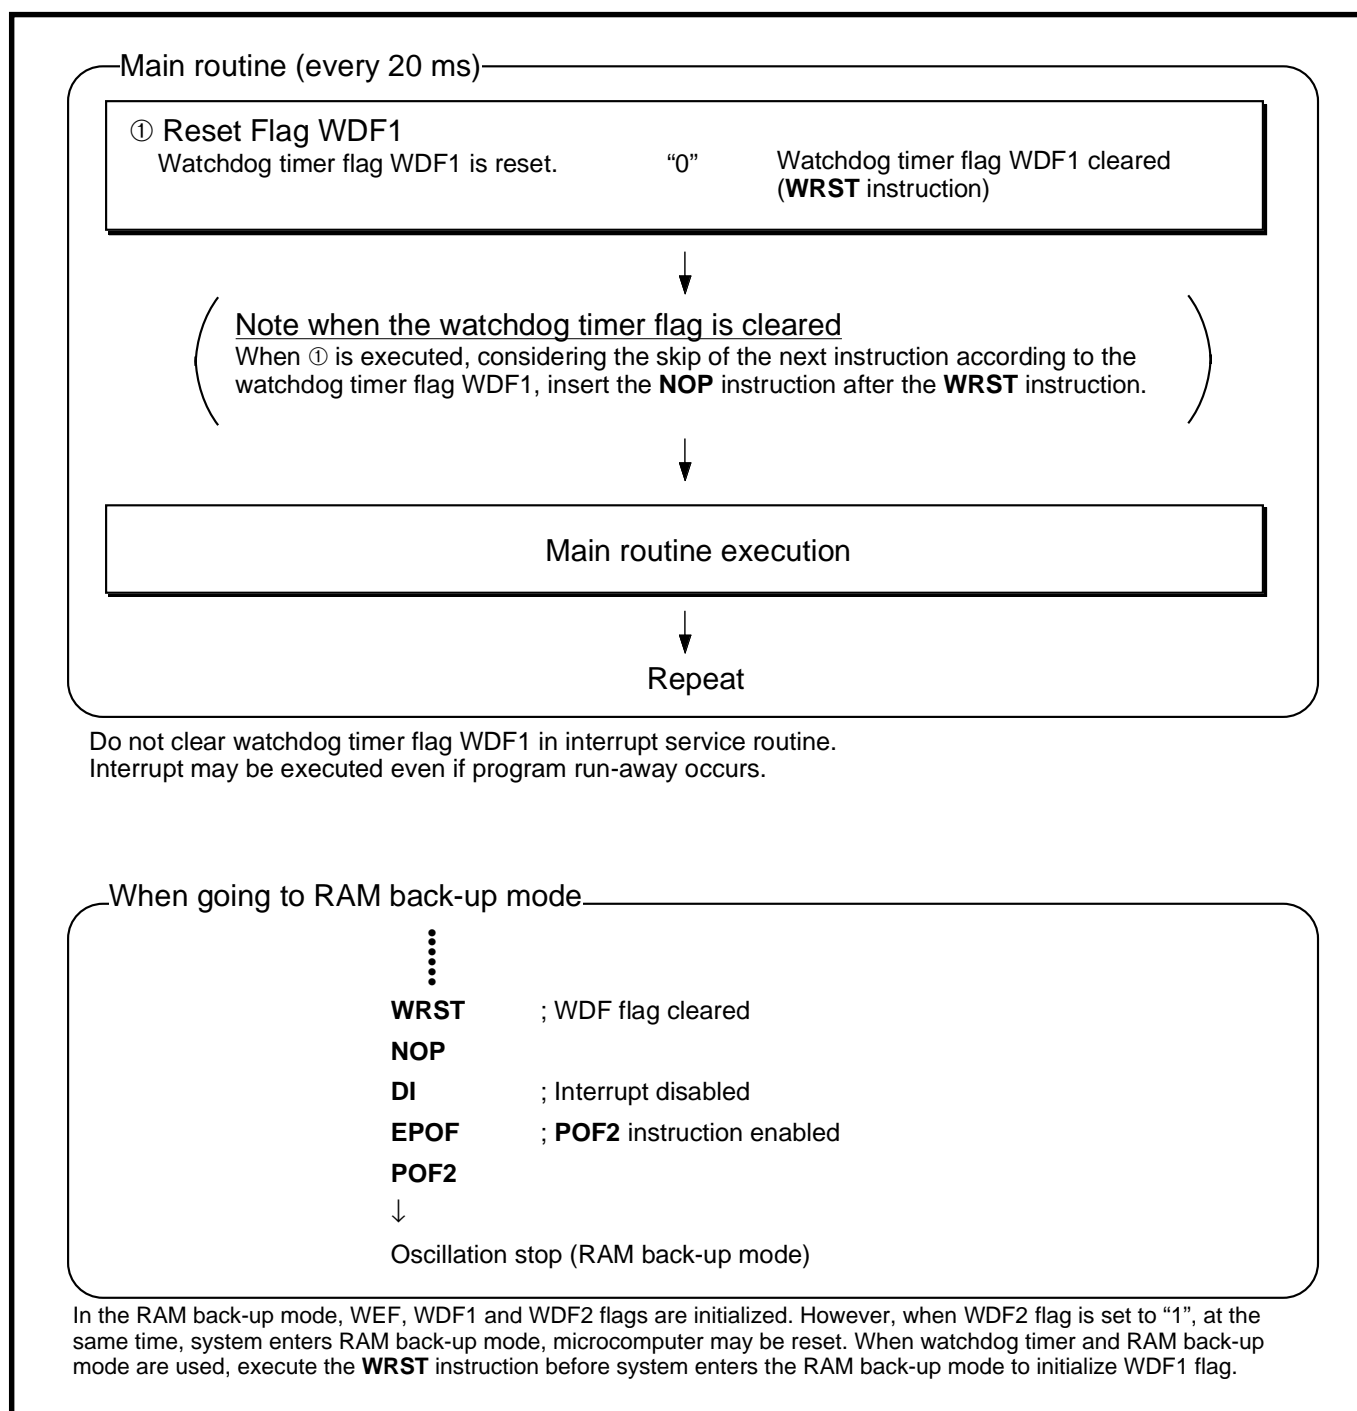 Main routine (every 20 ms)
① Reset Flag WDF1
Watchdog timer flag WDF1 is reset. “0” Watchdog timer flag WDF1 cleared
(WRST instruction)
Note when the watchdog timer flag is cleared
When ① is executed, considering the skip of the next instruction according to the
watchdog timer flag WDF1, insert the NOP instruction after the WRST instruction.
Main routine execution
Repeat
Do not clear watchdog timer flag WDF1 in interrupt service routine.
Interrupt may be executed even if program run-away occurs.
When going to RAM back-up mode
WRST ; WDF flag cleared
NOP
DI ; Interrupt disabled
EPOF ; POF2 instruction enabled
POF2
↓
Oscillation stop (RAM back-up mode)
In the RAM back-up mode, WEF, WDF1 and WDF2 flags are initialized. However, when WDF2 flag is set to “1”, at the
same time, system enters RAM back-up mode, microcomputer may be reset. When watchdog timer and RAM back-up
mode are used, execute the WRST instruction before system enters the RAM back-up mode to initialize WDF1 flag.